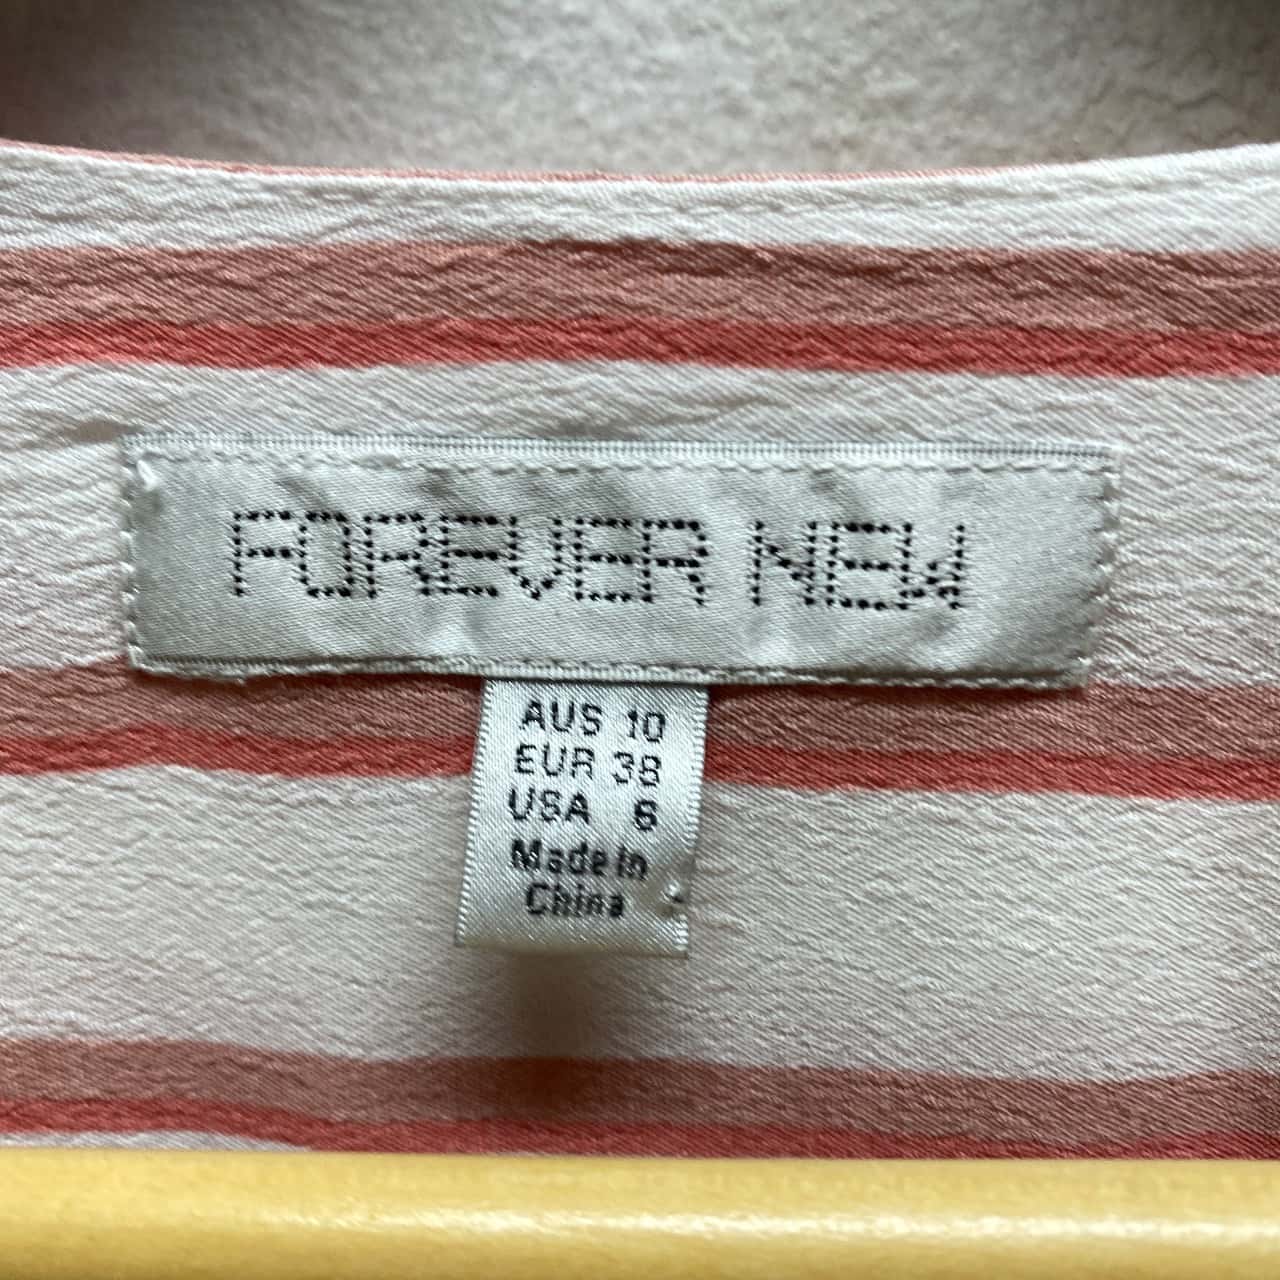 FOREVER NEW
AUS 10
EUR 38
USA 6
Made in
China